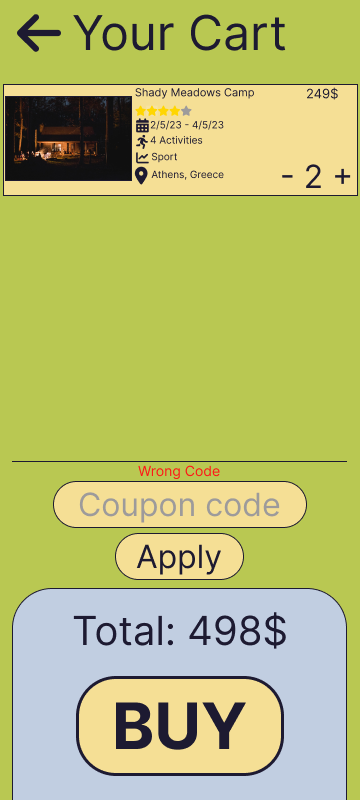 Your Cart
Shady Meadows Camp 249$
2/5/23 - 4/5/23
4 Activities
Sport
Athens, Greece - 2 +
Wrong Code
Coupon code
Apply
Total: 498$
BUY